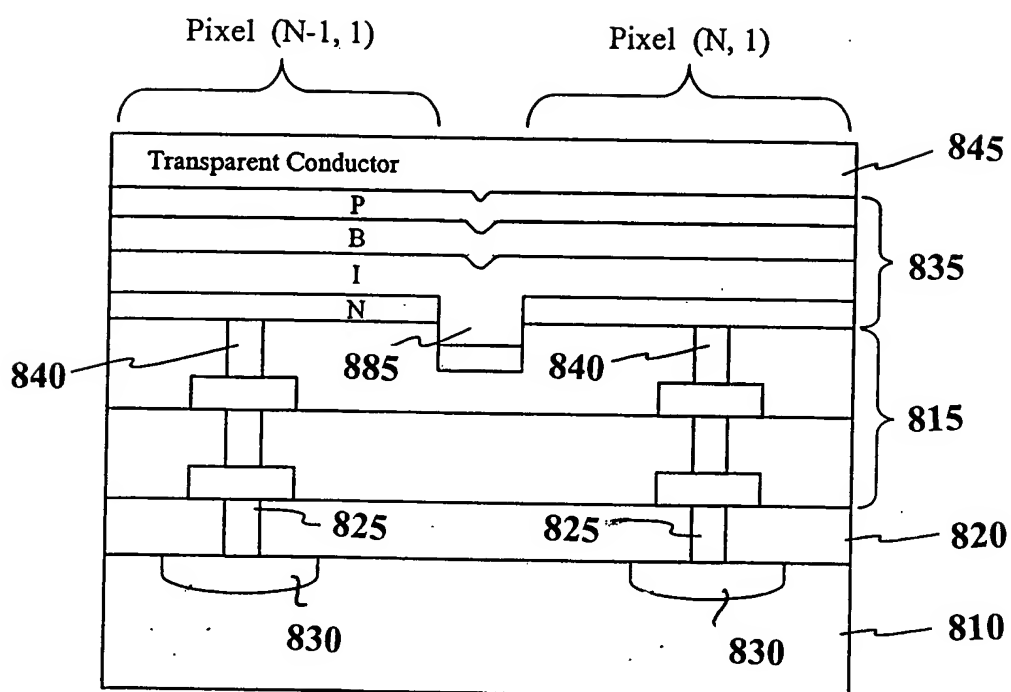 Pixel (N-1, 1)
Pixel (N, 1)
Transparent Conductor
845
P
B
835
I
N
840
885
840
815
825
825
820
830
830
810